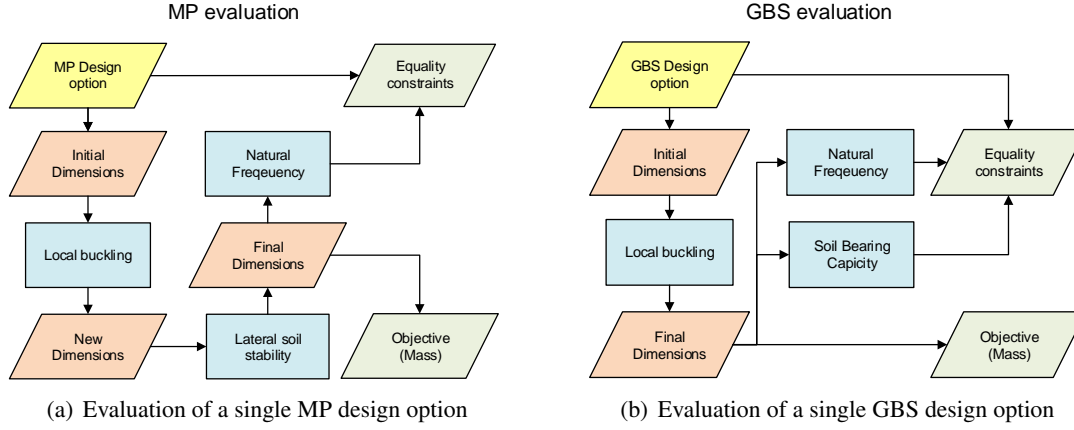 MP evaluation
MP Design
option
Equality
constraints
Initial
Dimensions
Natural
Freqeuency
Local buckling
Final
Dimensions
New
Dimensions
Lateral soil
stability
Objective
(Mass)
(a) Evaluation of a single MP design option
GBS evaluation
GBS Design
option
Initial
Dimensions
Natural
Freqeuency
Equality
constraints
Local buckling
Soil Bearing
Capicity
Final
Dimensions
Objective
(Mass)
(b) Evaluation of a single GBS design option